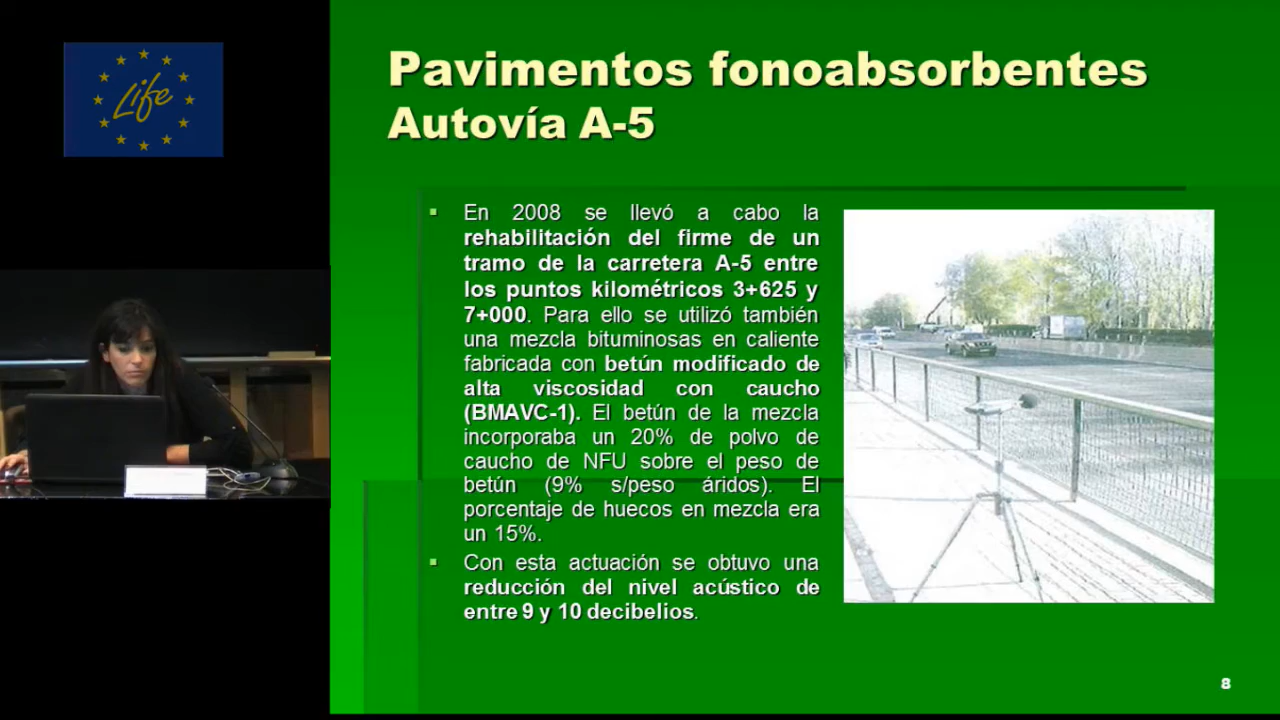 Life
Pavimentos fonoabsorbentes
Autovía A-5
▪ En 2008 se llevó a cabo la
rehabilitación del firme de un
tramo de la carretera A-5 entre
los puntos kilométricos 3+625 y
7+000. Para ello se utilizó también
una mezcla bituminosas en caliente
fabricada con betún modificado de
alta viscosidad con caucho
(BMAVC-1). El betún de la mezcla
incorporaba un 20% de polvo de
caucho de NFU sobre el peso de
betún (9% s/peso áridos). El
porcentaje de huecos en mezcla era
un 15%.
▪ Con esta actuación se obtuvo una
reducción del nivel acústico de
entre 9 y 10 decibelios.
8